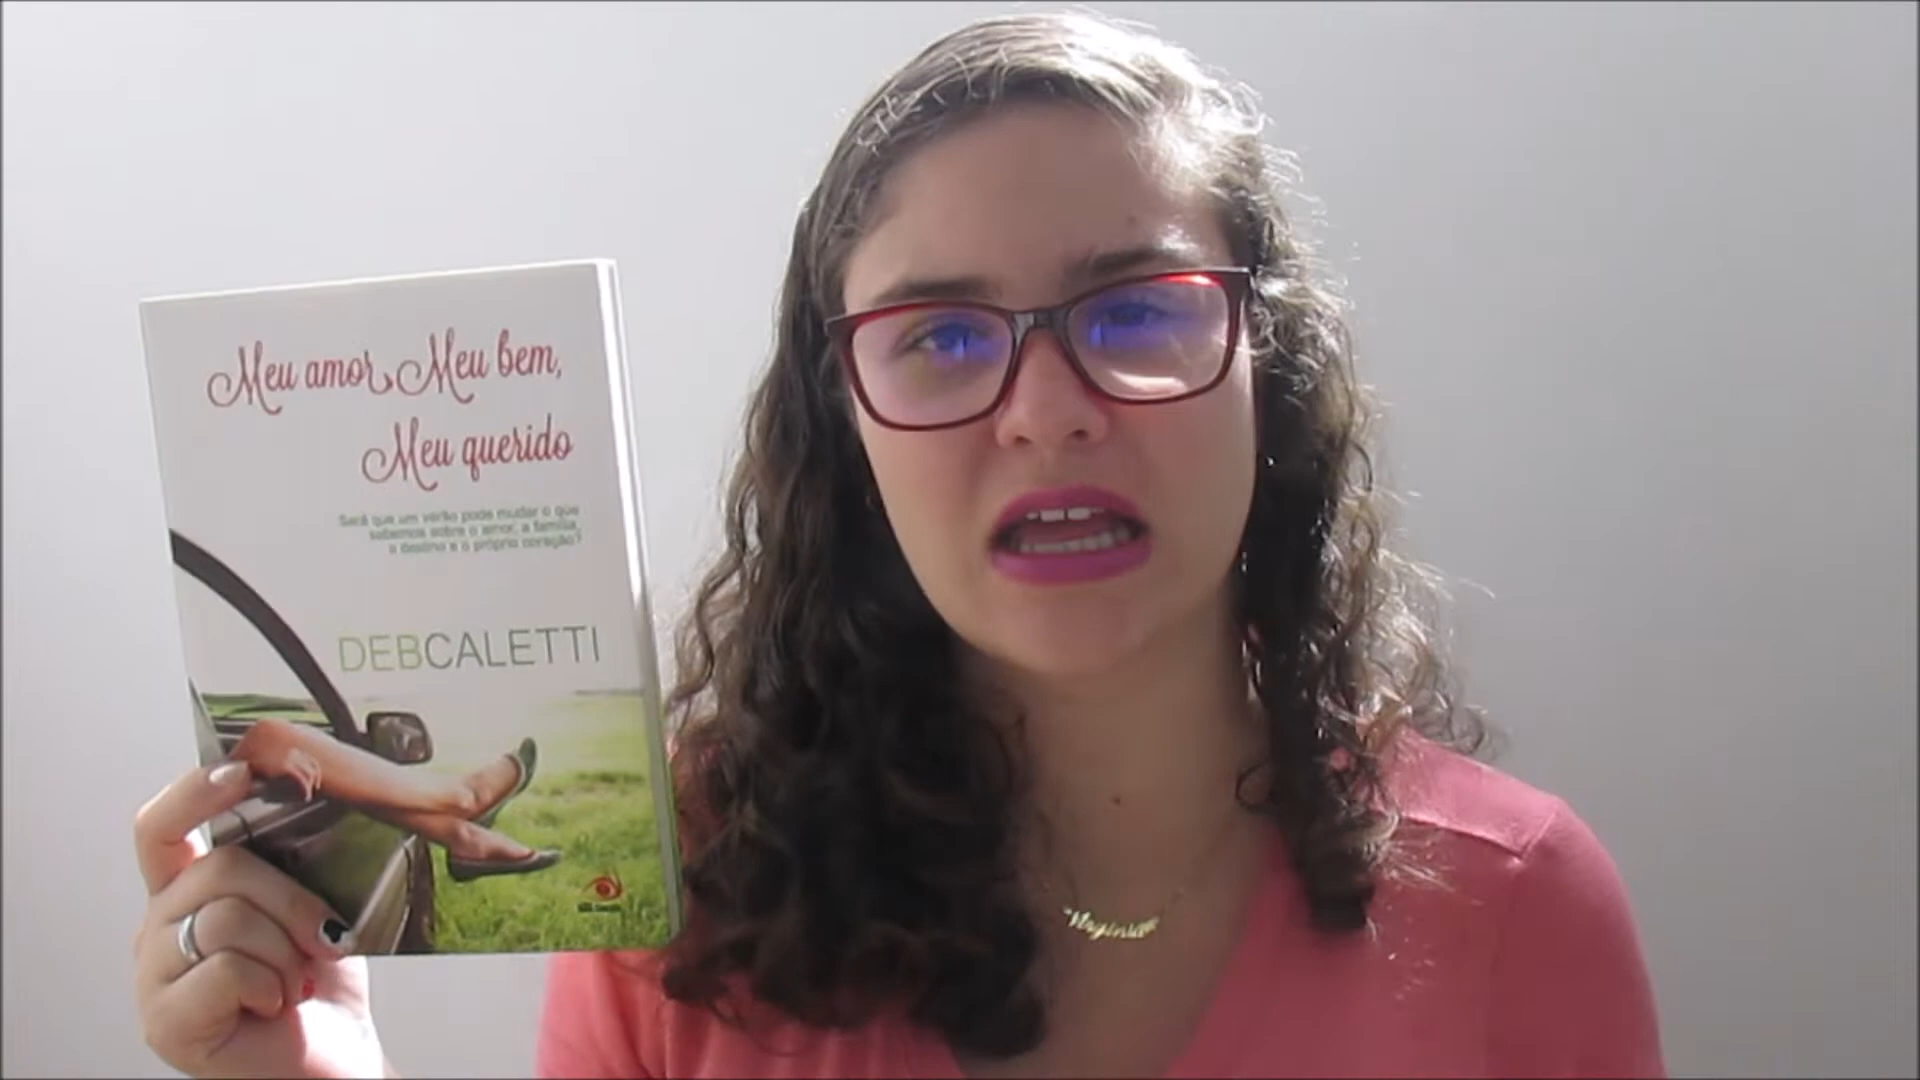 Meu amor, Meu bem,
Meu querido
Será que um verão pode mudar o que
sabemos sobre o amor, a família,
o destino e o próprio coração?
DEBCALETTI
Virginia